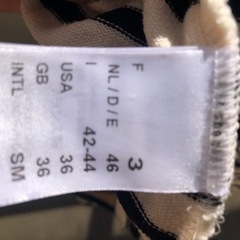 F 3
NL / D / E 46
I 42-44
USA 36
GB 36
INTL SM